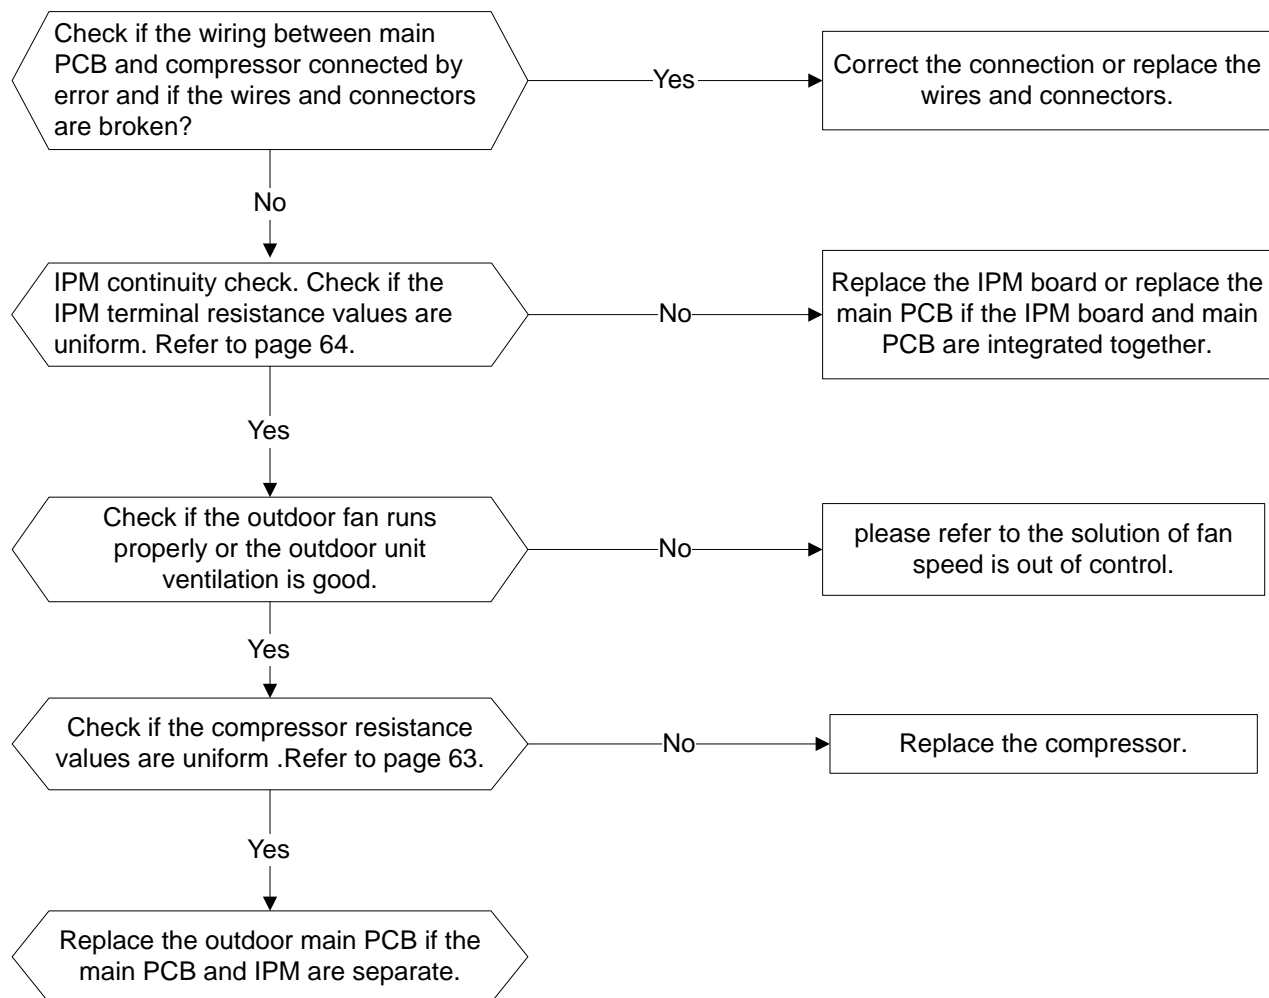 Check if the wiring between main
PCB and compressor connected by
error and if the wires and connectors
are broken?
Yes
Correct the connection or replace the
wires and connectors.
No
IPM continuity check. Check if the
IPM terminal resistance values are
uniform. Refer to page 64.
No
Replace the IPM board or replace the
main PCB if the IPM board and main
PCB are integrated together.
Yes
Check if the outdoor fan runs
properly or the outdoor unit
ventilation is good.
No
please refer to the solution of fan
speed is out of control.
Yes
Check if the compressor resistance
values are uniform .Refer to page 63.
No
Replace the compressor.
Yes
Replace the outdoor main PCB if the
main PCB and IPM are separate.